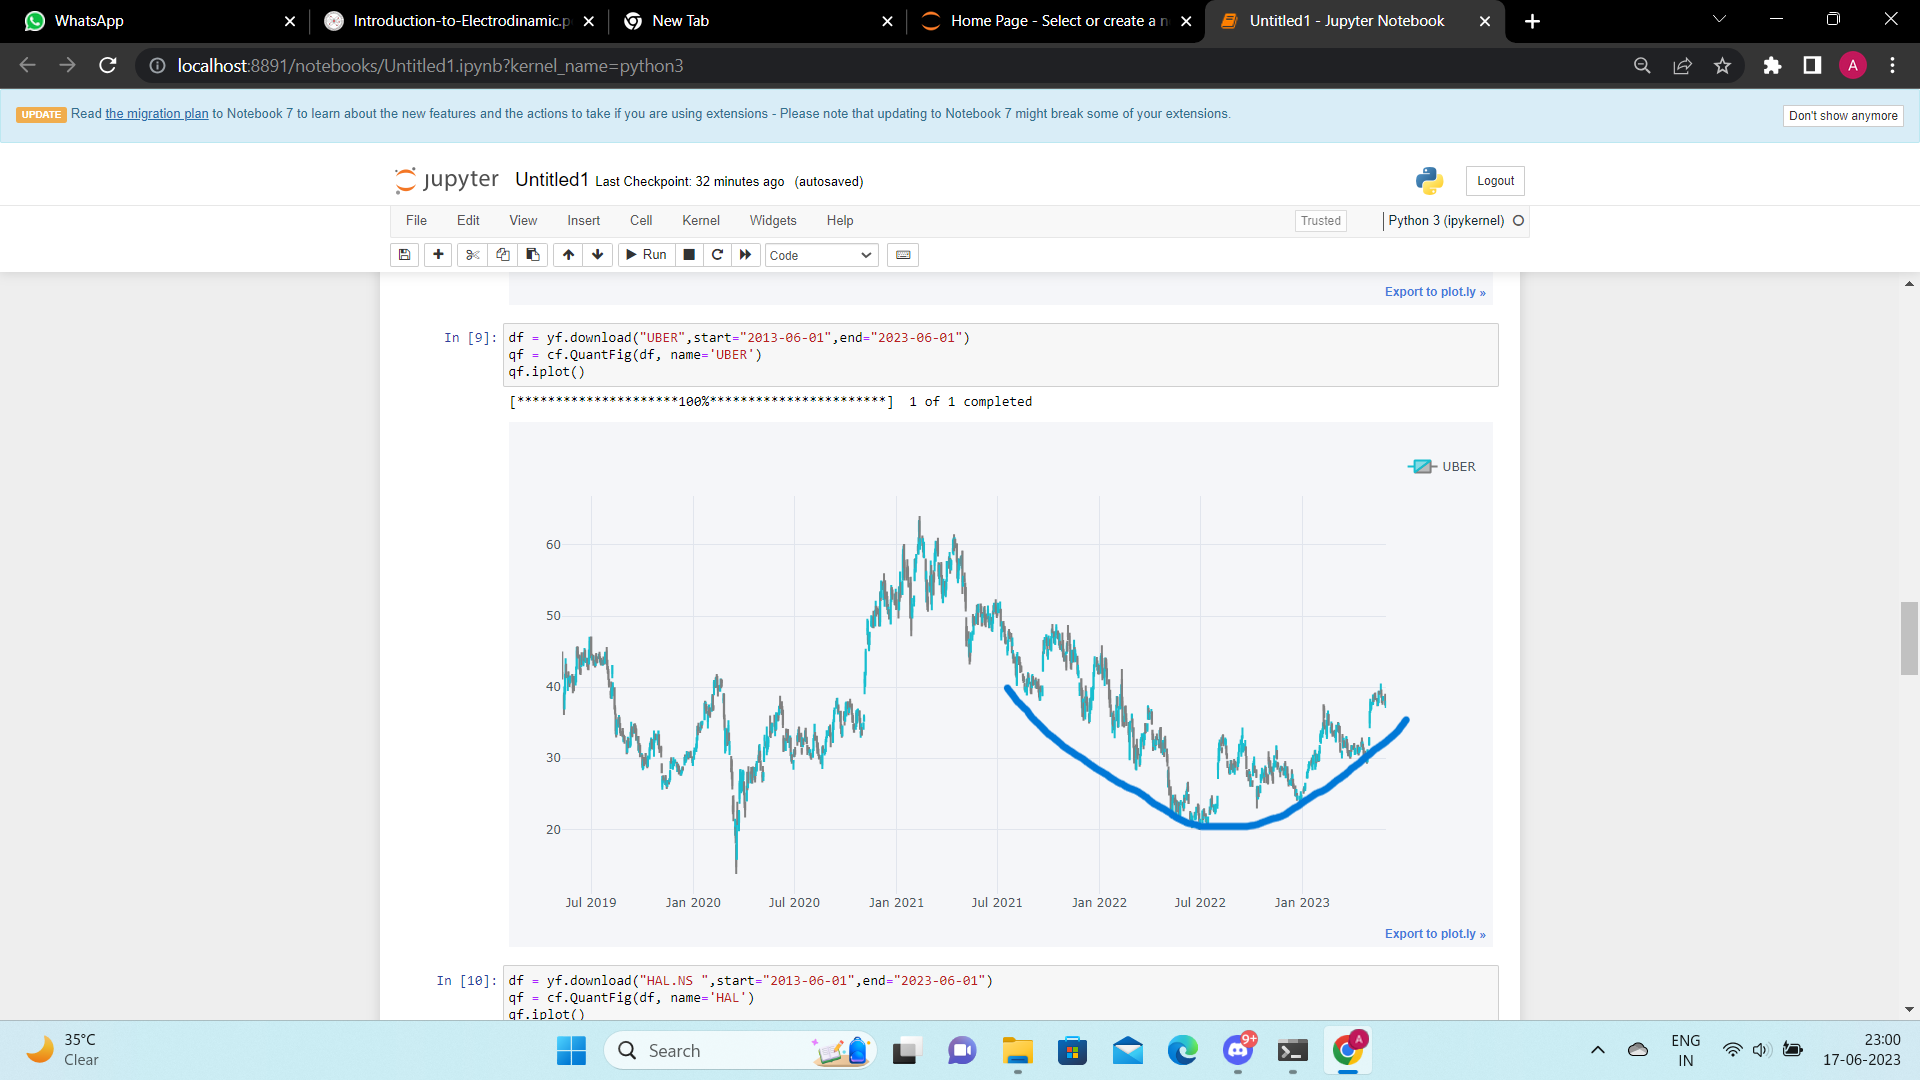 WhatsApp
Introduction-to-Electrodinamic.p
New Tab
Home Page - Select or create a n
Untitled1 - Jupyter Notebook
localhost:8891/notebooks/Untitled1.ipynb?kernel_name=python3
A
UPDATE Read the migration plan to Notebook 7 to learn about the new features and the actions to take if you are using extensions - Please note that updating to Notebook 7 might break some of your extensions.
Don't show anymore
jupyter Untitled1 Last Checkpoint: 32 minutes ago (autosaved)
Logout
File Edit View Insert Cell Kernel Widgets Help
Trusted
Python 3 (ipykernel)
Run
Code
Export to plot.ly »
In [9]: df = yf.download("UBER",start="2013-06-01",end="2023-06-01")
qf = cf.QuantFig(df, name='UBER')
qf.iplot()
[*********************100%***********************]  1 of 1 completed
UBER
60
50
40
30
20
Jul 2019 Jan 2020 Jul 2020 Jan 2021 Jul 2021 Jan 2022 Jul 2022 Jan 2023
Export to plot.ly »
In [10]: df = yf.download("HAL.NS ",start="2013-06-01",end="2023-06-01")
qf = cf.QuantFig(df, name='HAL')
qf.iplot()
35°C
Clear
Search
9+
A
ENG
IN
23:00
17-06-2023